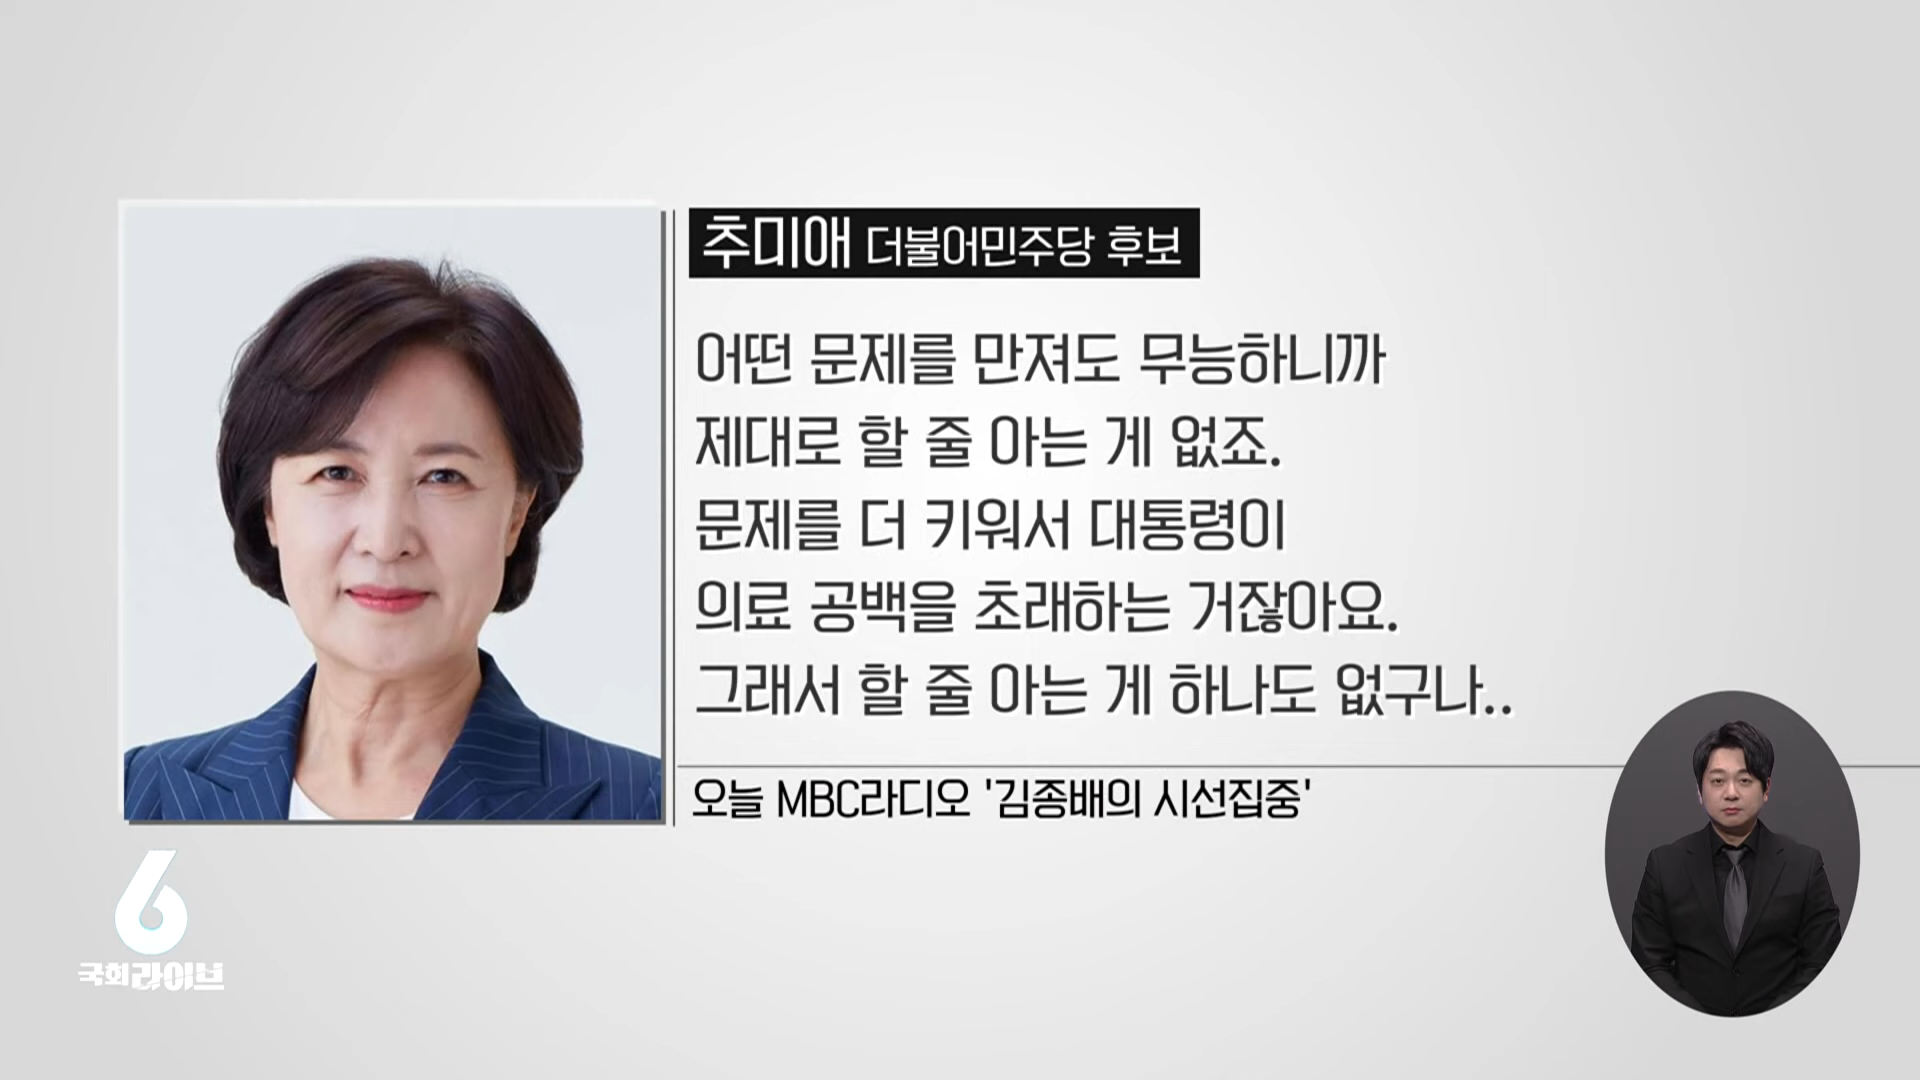 추미애 더불어민주당 후보
어떤 문제를 만져도 무능하니까
제대로 할 줄 아는 게 없죠.
문제를 더 키워서 대통령이
의료 공백을 초래하는 거잖아요.
그래서 할 줄 아는 게 하나도 없구나..
오늘 MBC라디오 '김종배의 시선집중'
6
국회라이브